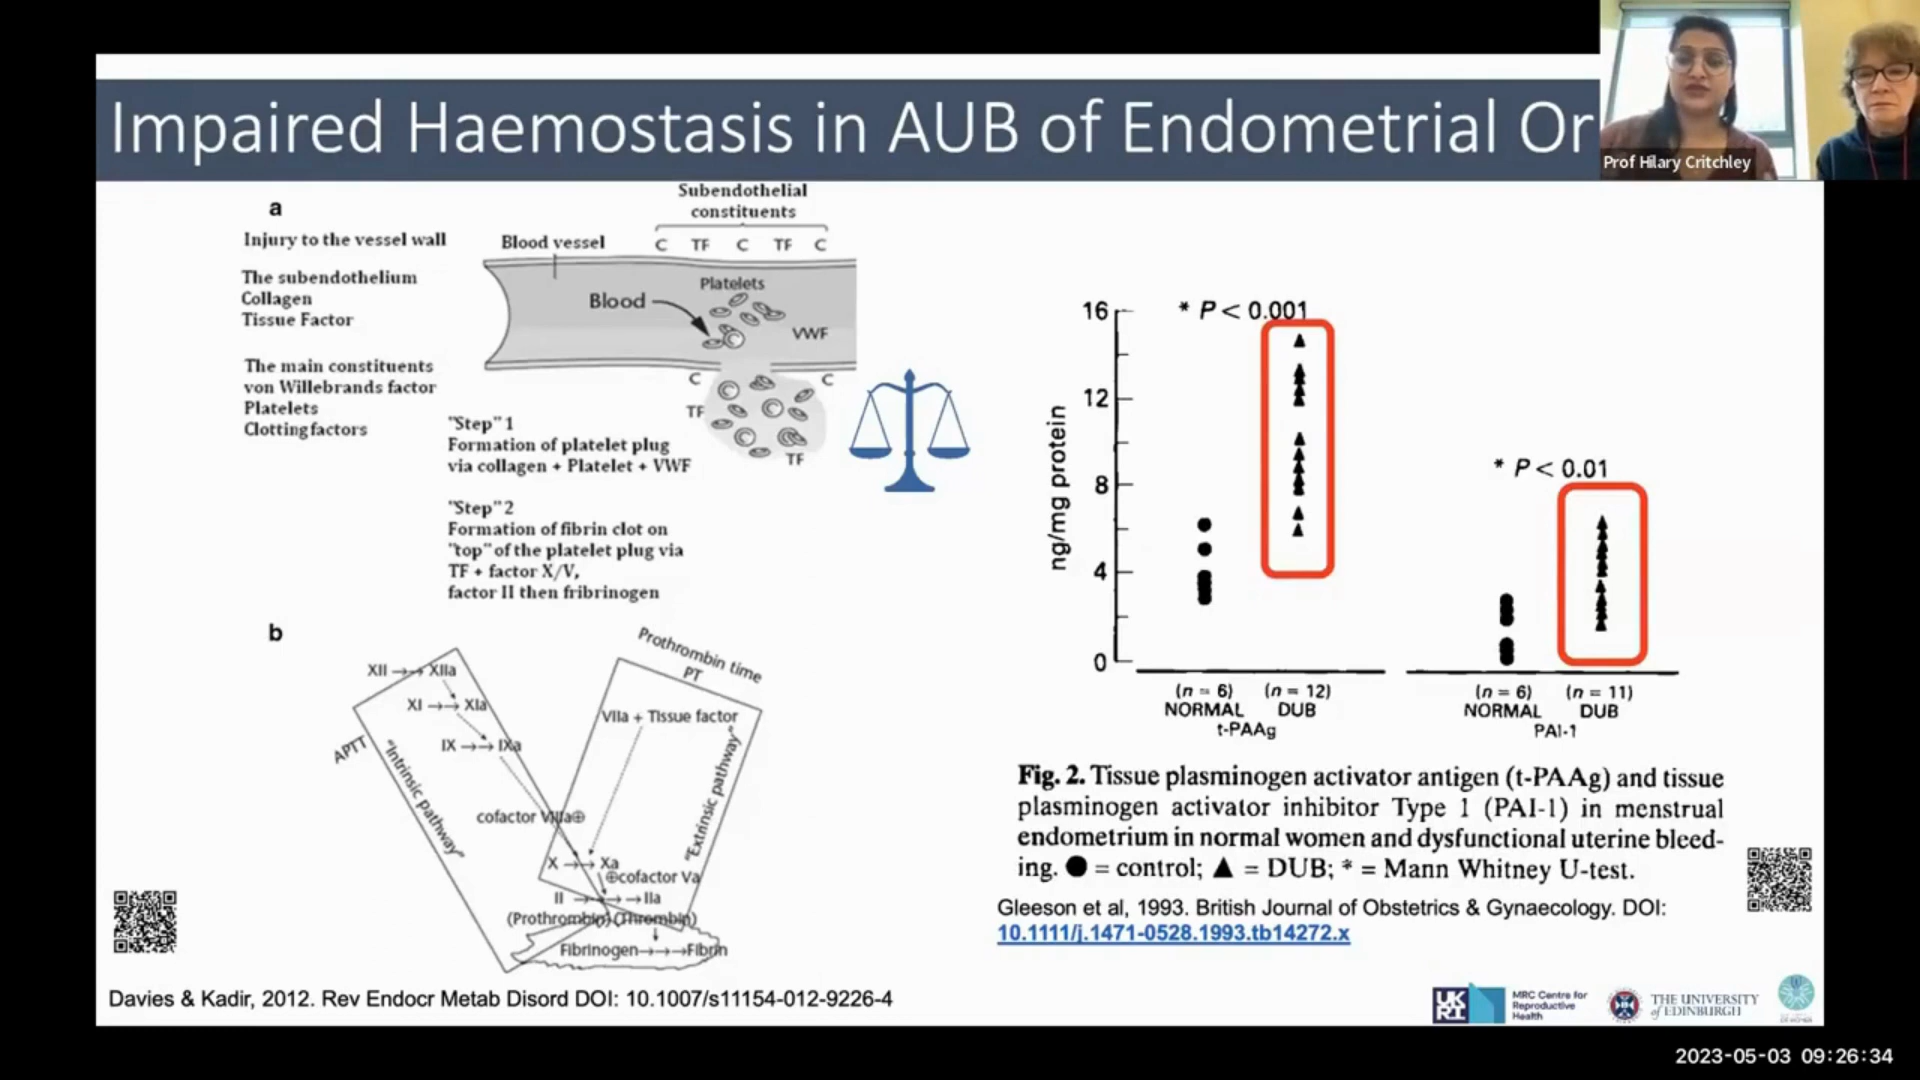 Impaired Haemostasis in AUB of Endometrial Or
Prof Hilary Critchley
a
Injury to the vessel wall
The subendothelium
Collagen
Tissue Factor
The main constituents
von Willebrands factor
Platelets
Clotting factors
Subendothelial
constituents
Blood vessel
C TF C TF C
Platelets
Blood
VWF
C
C
TF
TF
"Step" 1
Formation of platelet plug
via collagen + Platelet + VWF
"Step" 2
Formation of fibrin clot on
"top" of the platelet plug via
TF + factor X/V,
factor II then fribrinogen
b
Prothrombin time
PT
XII →→ XIIa
XI →→ XIa
IX →→ IXa
APTT
"Intrinsic pathway"
VIIa + Tissue factor
"Extrinsic pathway"
cofactor VIIIa⊕
X →→ Xa
⊕cofactor Va
II →→→ IIa
(Prothrombin) (Thrombin)
Fibrinogen→→→Fibrin
Davies & Kadir, 2012. Rev Endocr Metab Disord DOI: 10.1007/s11154-012-9226-4
ng/mg protein
16
12
8
4
0
* P < 0.001
* P < 0.01
(n = 6) (n = 12)
NORMAL DUB
t-PAAg
(n = 6) (n = 11)
NORMAL DUB
PAI-1
Fig. 2. Tissue plasminogen activator antigen (t-PAAg) and tissue
plasminogen activator inhibitor Type 1 (PAI-1) in menstrual
endometrium in normal women and dysfunctional uterine bleed-
ing. ● = control; ▲ = DUB; * = Mann Whitney U-test.
Gleeson et al, 1993. British Journal of Obstetrics & Gynaecology. DOI:
10.1111/j.1471-0528.1993.tb14272.x
UKRI
MRC Centre for
Reproductive
Health
THE UNIVERSITY
of EDINBURGH
2023-05-03 09:26:34